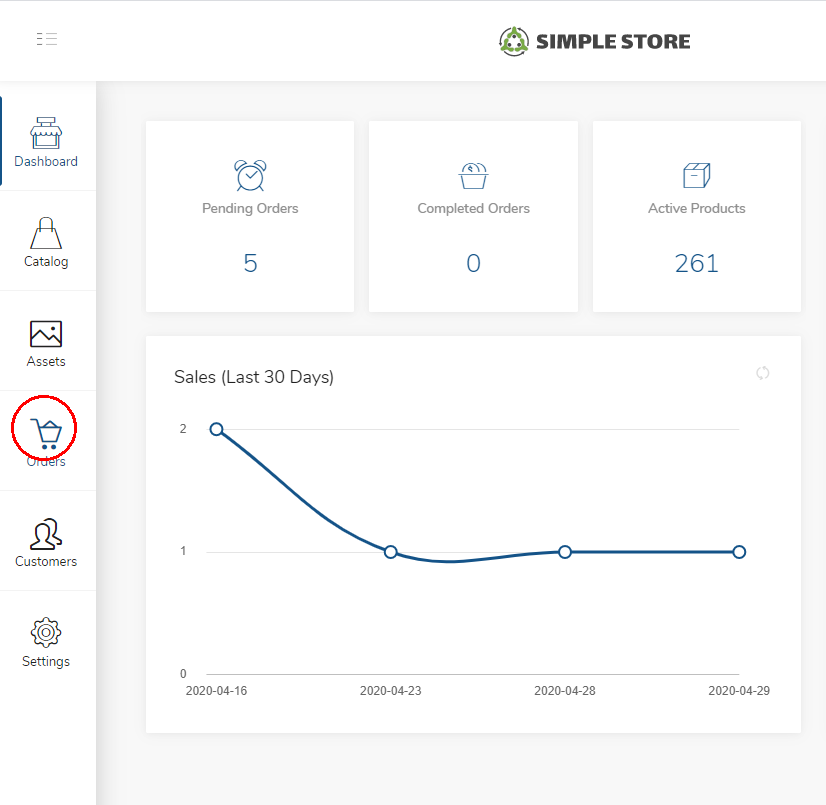 SIMPLE STORE
Dashboard
Catalog
Assets
Orders
Customers
Settings
Pending Orders
5
Completed Orders
0
Active Products
261
Sales (Last 30 Days)
2
1
0
2020-04-16 2020-04-23 2020-04-28 2020-04-29